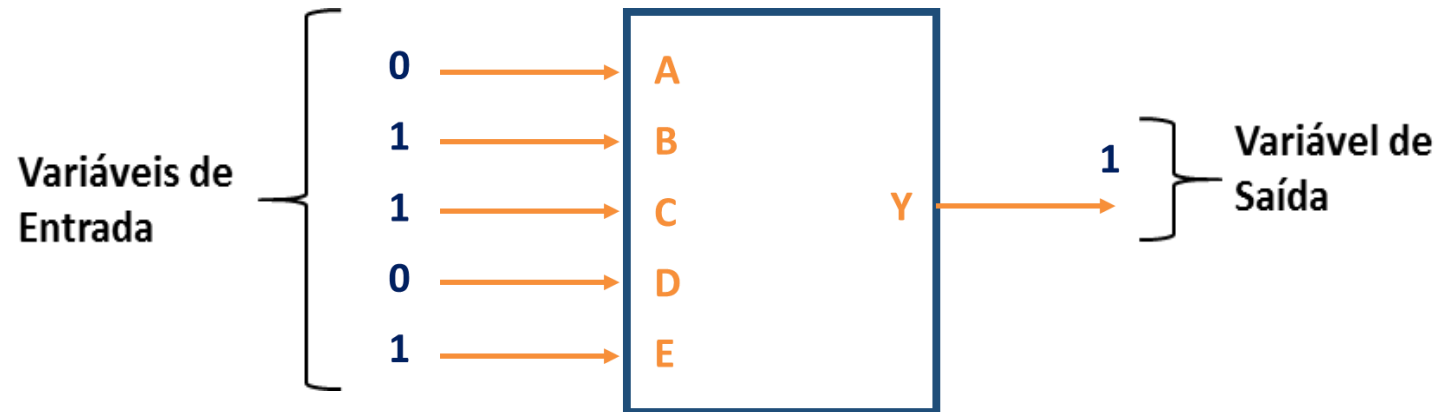 Variáveis de
Entrada
0 A
1 B
1 C
0 D
1 E
Y 1
Variável de
Saída